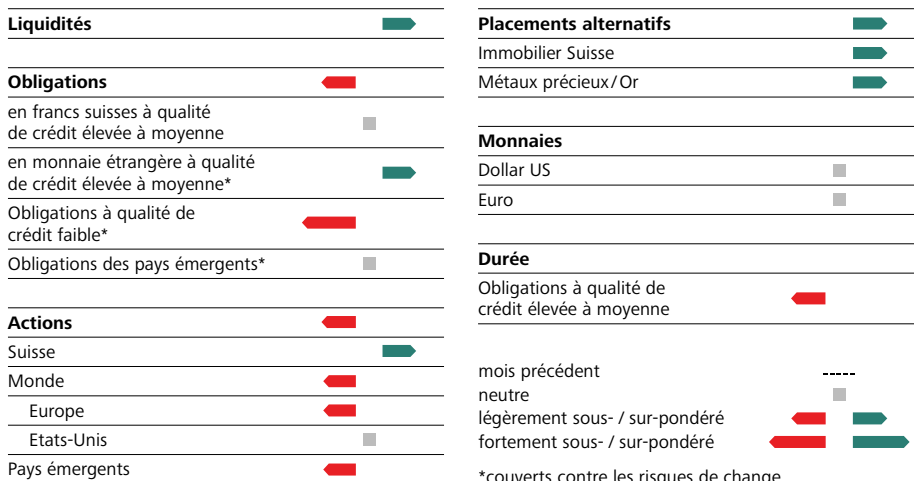 Liquidités
Obligations
en francs suisses à qualité
de crédit élevée à moyenne
en monnaie étrangère à qualité
de crédit élevée à moyenne*
Obligations à qualité de
crédit faible*
Obligations des pays émergents*
Actions
Suisse
Monde
Europe
Etats-Unis
Pays émergents
Placements alternatifs
Immobilier Suisse
Métaux précieux/Or
Monnaies
Dollar US
Euro
Durée
Obligations à qualité de
crédit élevée à moyenne
mois précédent
neutre
légèrement sous- / sur-pondéré
fortement sous- / sur-pondéré
*couverts contre les risques de change